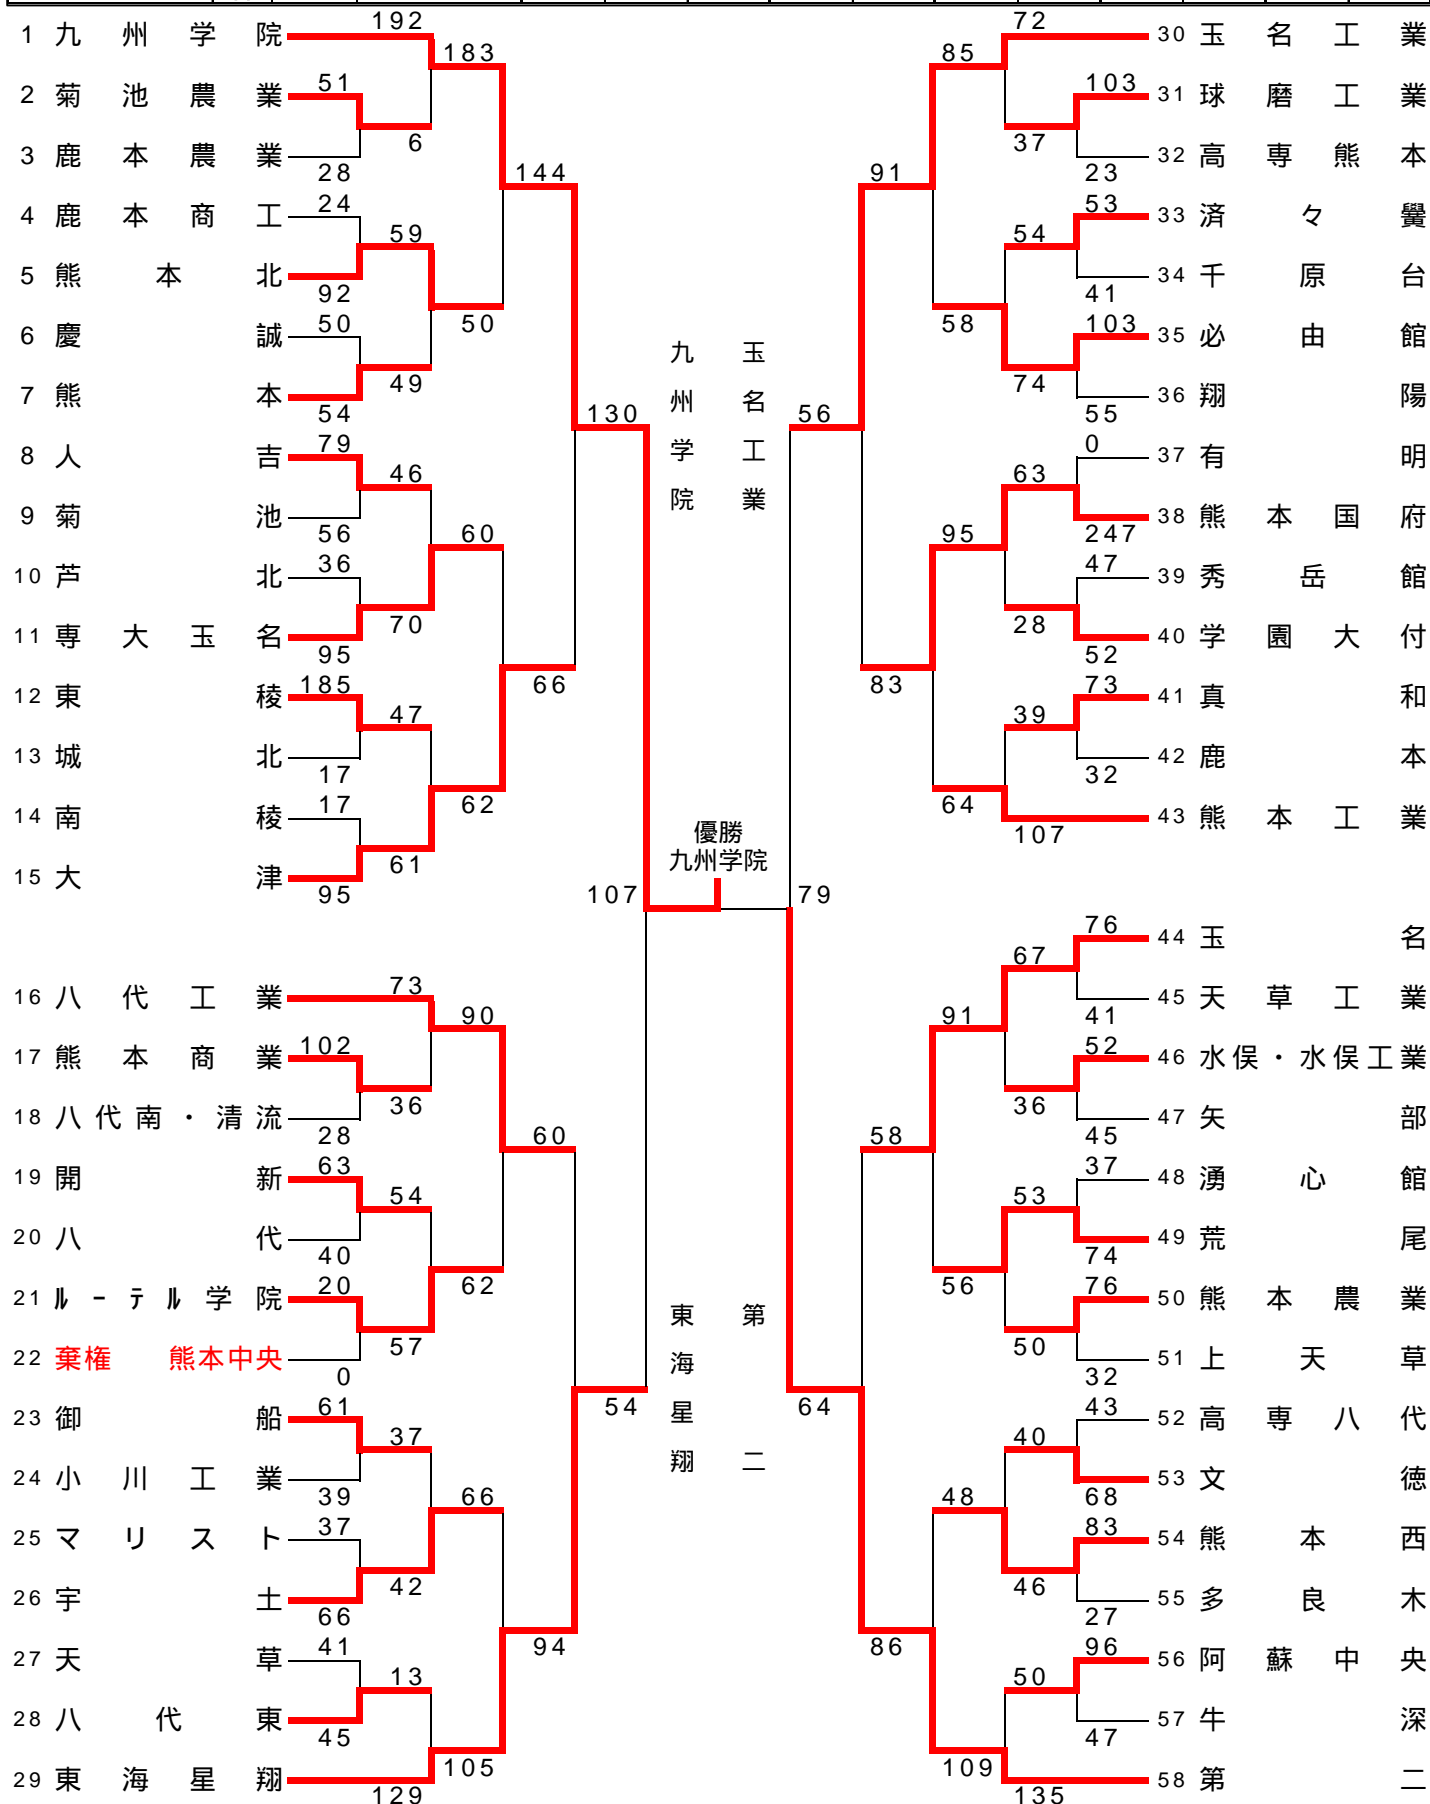 192 72
1 九州学院 183 85 30 玉名工業
2 菊池農業 51 103 31 球磨工業
6 37
3 鹿本農業 28 144 91 23 32 高専熊本
4 鹿本商工 24 59 54 53 33 済々黌
5 熊本北 92 41 34 千原台
6 慶誠 50 50 58 103 35 必由館
7 熊本 54 49 74 55 36 翔陽
130 56
8 人吉 79 46 63 0 37 有明
9 菊池 56 60 95 247 38 熊本国府
10 芦北 36 47 39 秀岳館
11 専大玉名 95 70 28 52 40 学園大付
66 83
12 東稜 185 47 39 73 41 真和
13 城北 17 32 42 鹿本
14 南稜 17 62 64 107 43 熊本工業
15 大津 95 61
九州学院
玉名工業
優勝
九州学院
107 79
76 44 玉名
67
16 八代工業 73 90 91 41 45 天草工業
17 熊本商業 102 52 46 水俣・水俣工業
36 36
18 八代南・清流 28 60 58 45 47 矢部
19 開新 63 54 53 37 48 湧心館
20 八代 40 74 49 荒尾
21 ルーテル学院 20 62 56 76 50 熊本農業
57 50
22 棄権 熊本中央 0 32 51 上天草
54 64
23 御船 61 37 40 43 52 高専八代
24 小川工業 39 66 48 68 53 文徳
25 マリスト 37 83 54 熊本西
26 宇土 66 42 46 27 55 多良木
94 86
27 天草 41 13 50 96 56 阿蘇中央
28 八代東 45 47 57 牛深
29 東海星翔 129 105 109 135 58 第二
東海星翔
第二